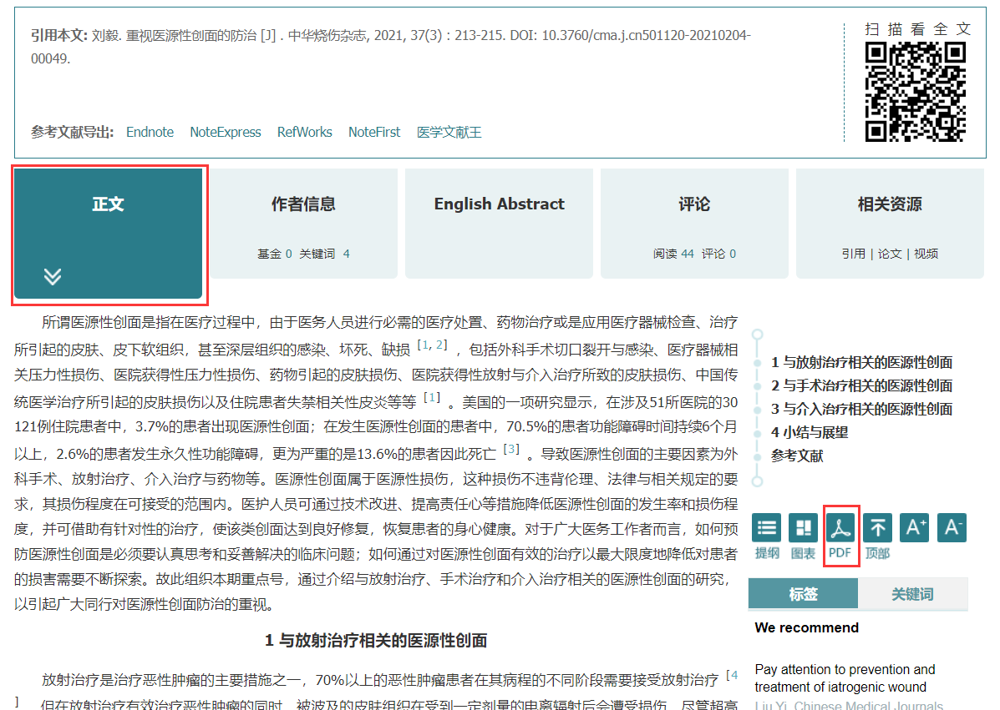 引用本文: 刘毅. 重视医源性创面的防治 [J] . 中华烧伤杂志, 2021, 37(3) : 213-215. DOI: 10.3760/cma.j.cn501120-20210204-
00049.
扫描看全文
参考文献导出: Endnote NoteExpress RefWorks NoteFirst 医学文献王
正文 作者信息 English Abstract 评论 相关资源
基金 0 关键词 4 阅读 44 评论 0 引用 | 论文 | 视频
所谓医源性创面是指在医疗过程中，由于医务人员进行必需的医疗处置、药物治疗或是应用医疗器械检查、治疗
所引起的皮肤、皮下软组织，甚至深层组织的感染、坏死、缺损 [1, 2] ，包括外科手术切口裂开与感染、医疗器械相
关压力性损伤、医院获得性压力性损伤、药物引起的皮肤损伤、医院获得性放射与介入治疗所致的皮肤损伤、中国传
统医学治疗所引起的皮肤损伤以及住院患者失禁相关性皮炎等等 [1] 。美国的一项研究显示，在涉及51所医院的30
121例住院患者中，3.7%的患者出现医源性创面；在发生医源性创面的患者中，70.5%的患者功能障碍时间持续6个月
以上，2.6%的患者发生永久性功能障碍，更为严重的是13.6%的患者因此死亡 [3] 。导致医源性创面的主要因素为外
科手术、放射治疗、介入治疗与药物等。医源性创面属于医源性损伤，这种损伤不违背伦理、法律与相关规定的要
求，其损伤程度在可接受的范围内。医护人员可通过技术改进、提高责任心等措施降低医源性创面的发生率和损伤程
度，并可借助有针对性的治疗，使该类创面达到良好修复，恢复患者的身心健康。对于广大医务工作者而言，如何预
防医源性创面是必须要认真思考和妥善解决的临床问题；如何通过对医源性创面有效的治疗以最大限度地降低对患者
的损害需要不断探索。故此组织本期重点号，通过介绍与放射治疗、手术治疗和介入治疗相关的医源性创面的研究，
以引起广大同行对医源性创面防治的重视。
1 与放射治疗相关的医源性创面
放射治疗是治疗恶性肿瘤的主要措施之一，70%以上的恶性肿瘤患者在其病程的不同阶段需要接受放射治疗 [4
] 但在放射治疗有效治疗恶性肿瘤的同时，被波及的皮肤组织在受到一定剂量的电离辐射后会遭受损伤。尽管超高
1 与放射治疗相关的医源性创面
2 与手术治疗相关的医源性创面
3 与介入治疗相关的医源性创面
4 小结与展望
参考文献
A+ A-
提纲 图表 PDF 顶部
标签 关键词
We recommend
Pay attention to prevention and
treatment of iatrogenic wound
Liu Yi, Chinese Medical Journals